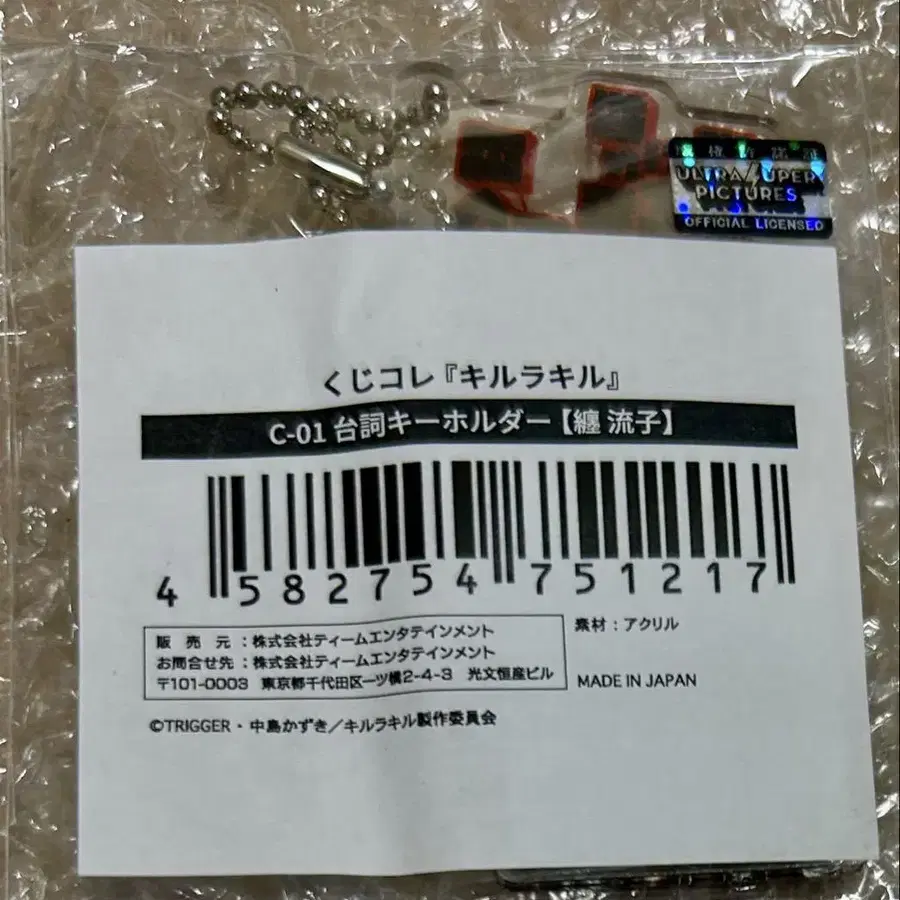 ULTRA SUPER
PICTURES
OFFICIAL LICENSED
くじコレ『キルラキル』
C-01 台詞キーホルダー【纏 流子】
4 582754 751217
販売元：株式会社ティームエンタテインメント
お問合せ先：株式会社ティームエンタテインメント
〒101-0003 東京都千代田区一ツ橋2-4-3 光文恒産ビル
素材：アクリル
MADE IN JAPAN
©TRIGGER・中島かずき／キルラキル製作委員会